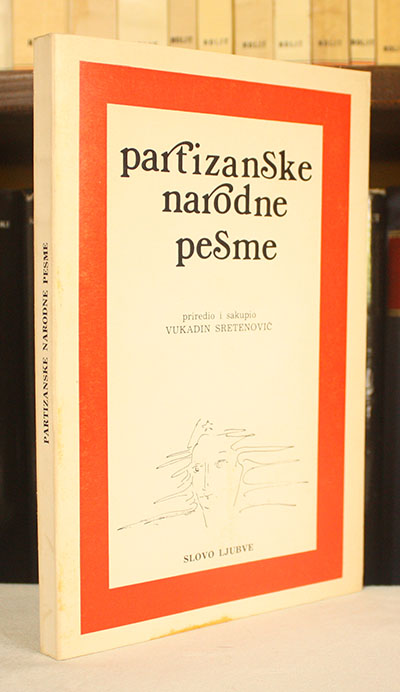 partizanske
narodne
pesme
priredio i sakupio
VUKADIN SRETENOVIĆ
SLOVO LJUBVE
PARTIZANSKE NARODNE PESME